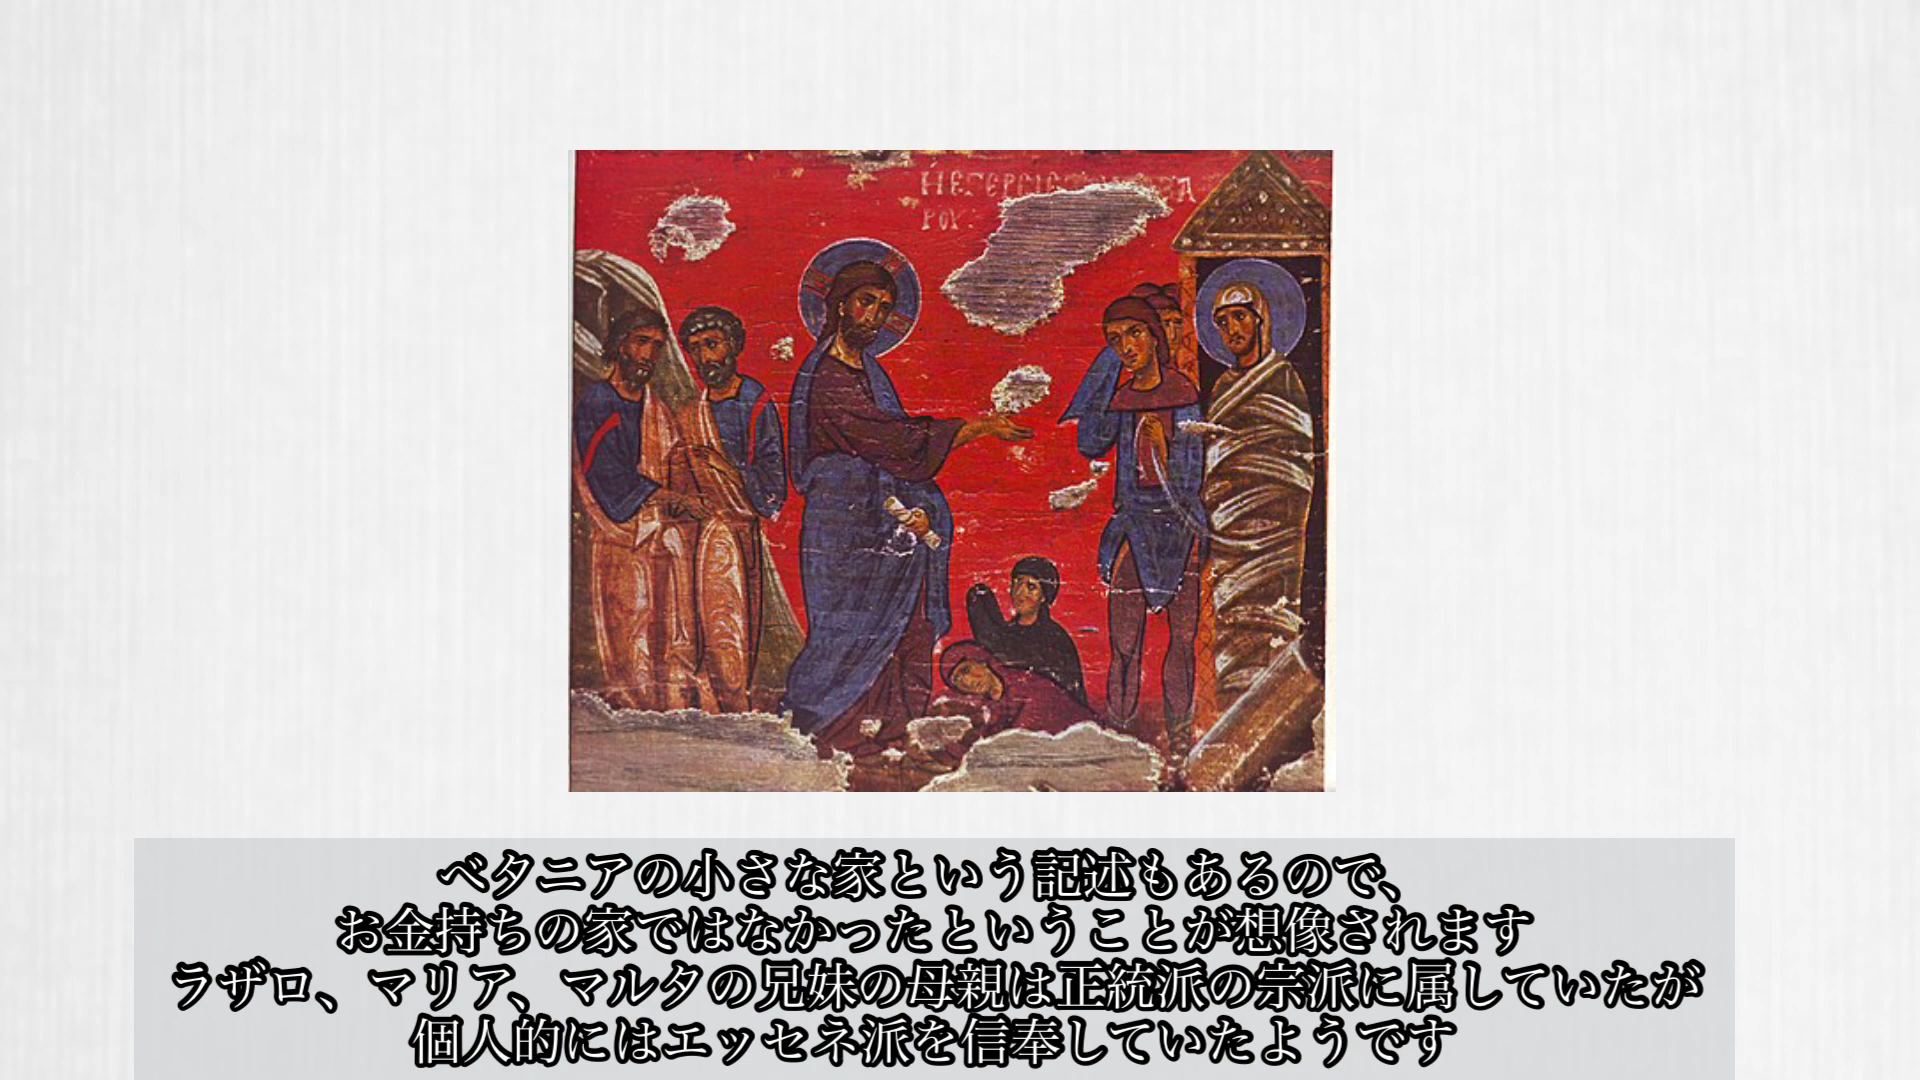 ΗΕΓΕΡCΙC
ΡΟΥ:
ベタニアの小さな家という記述もあるので、
お金持ちの家ではなかったということが想像されます
ラザロ、マリア、マルタの兄妹の母親は正統派の宗派に属していたが
個人的にはエッセネ派を信奉していたようです